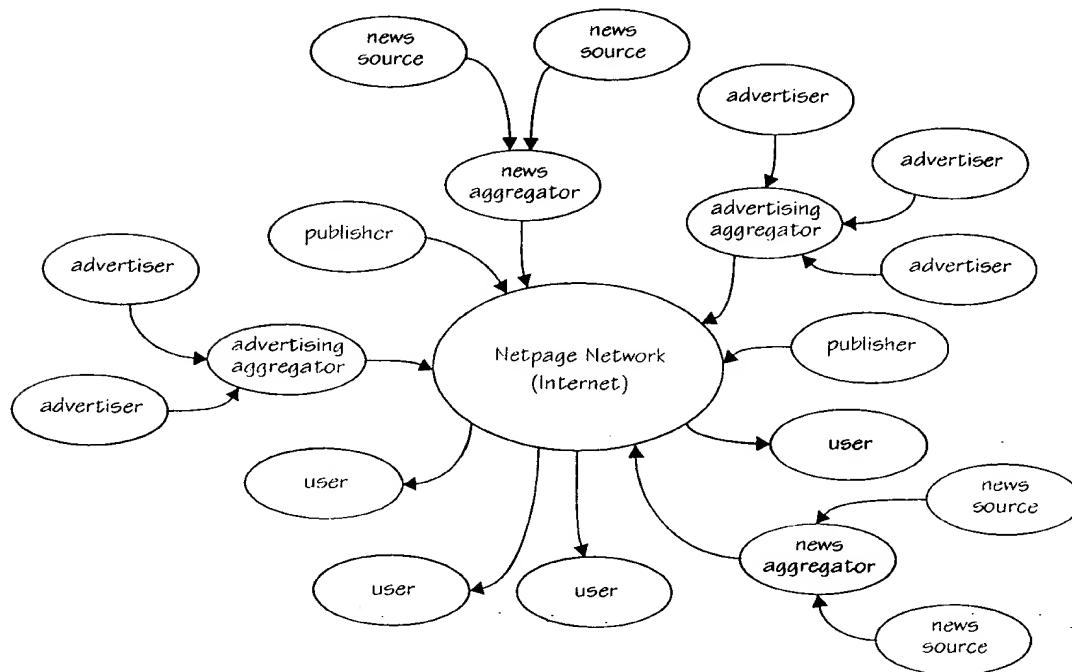 news
source
news
source
advertiser
advertiser
news
aggregator
advertising
aggregator
publisher
advertiser
advertiser
publisher
advertising
aggregator
Netpage Network
(Internet)
advertiser
user
user
news
source
news
aggregator
user
user
news
source